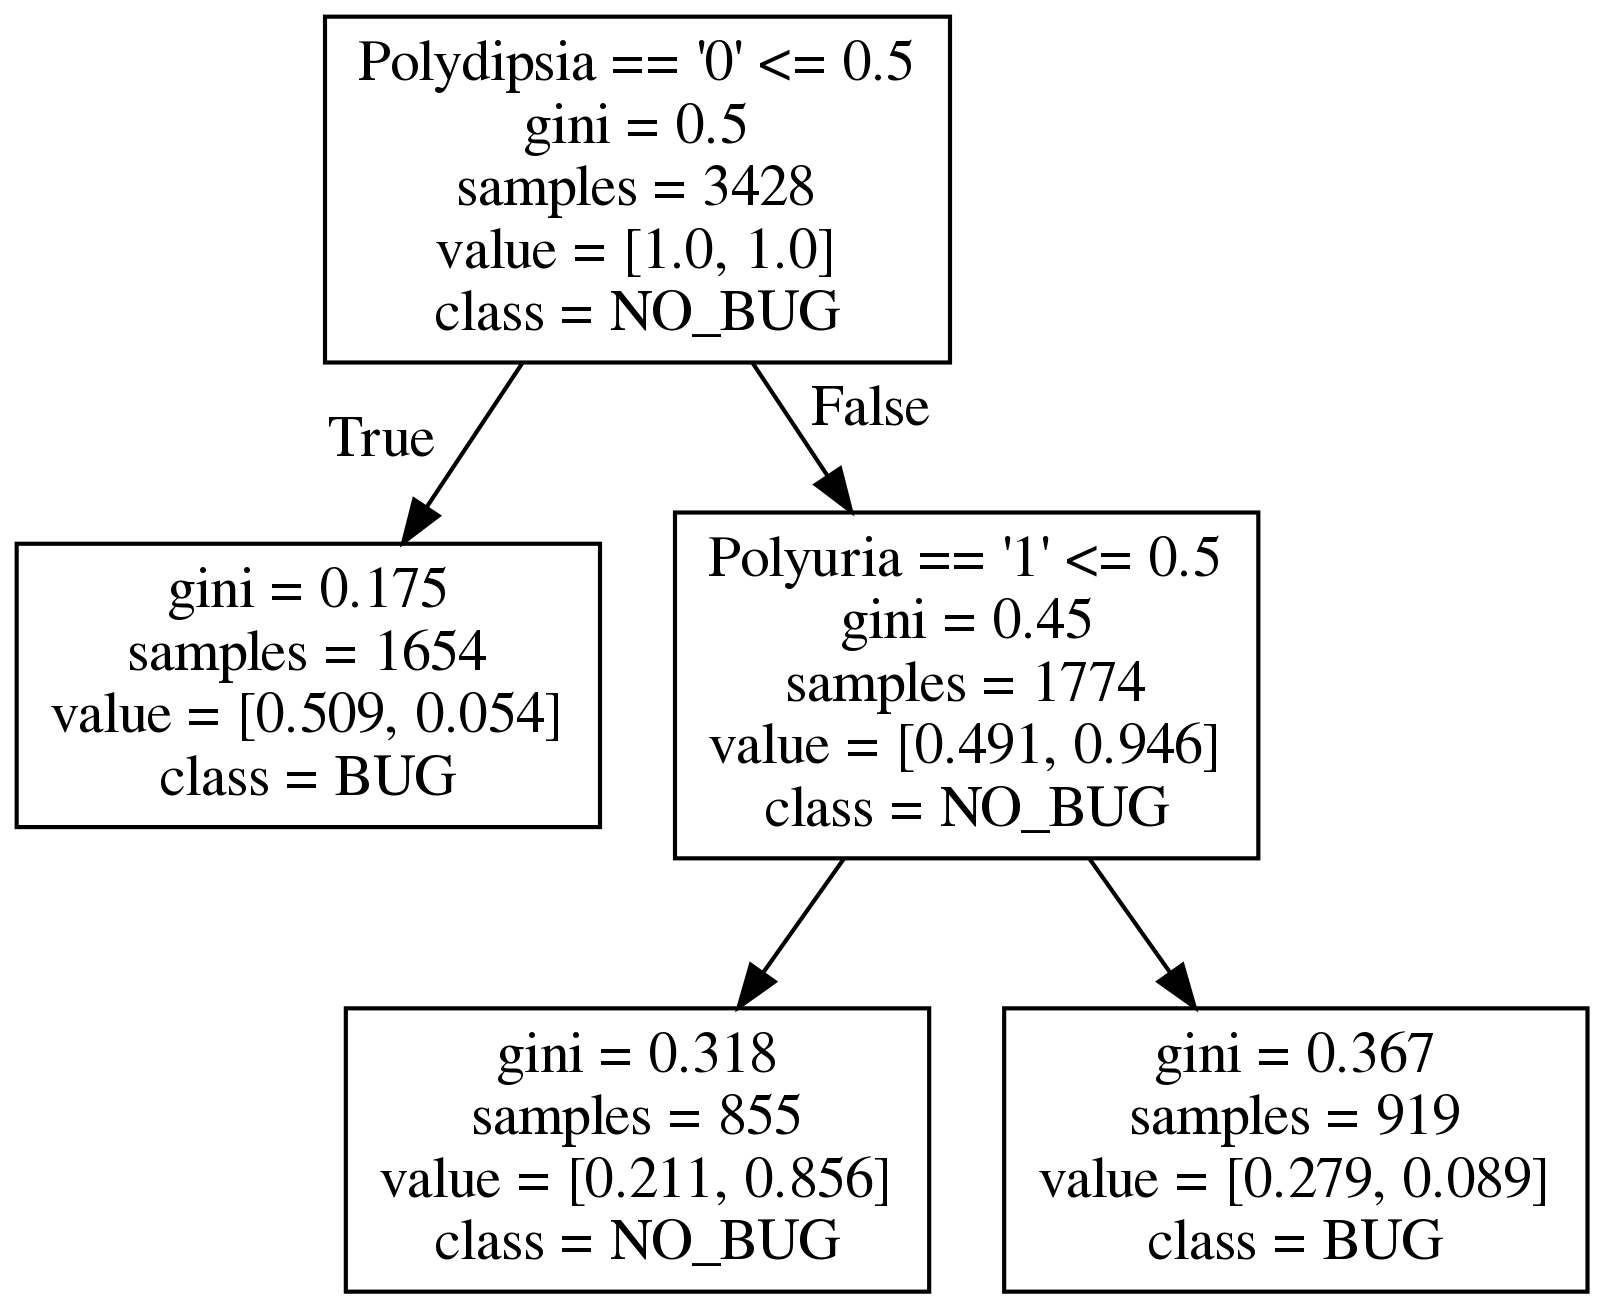 Polydipsia == '0' <= 0.5
gini = 0.5
samples = 3428
value = [1.0, 1.0]
class = NO_BUG
True
False
gini = 0.175
samples = 1654
value = [0.509, 0.054]
class = BUG
Polyuria == '1' <= 0.5
gini = 0.45
samples = 1774
value = [0.491, 0.946]
class = NO_BUG
gini = 0.318
samples = 855
value = [0.211, 0.856]
class = NO_BUG
gini = 0.367
samples = 919
value = [0.279, 0.089]
class = BUG